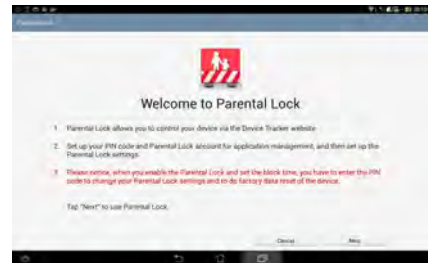 Welcome to Parental Lock
1. Parental Lock allows you to control your device via the Device Tracker website
2. Set up your PIN code and Parental Lock account for application management, and then set up the
Parental Lock settings.
3. Please notice, when you enable the Parental Lock and set the block time, you have to enter the PIN
code to change your Parental Lock settings and to do factory data reset of the device.
Tap "Next" to use Parental Lock.
Cancel
Next